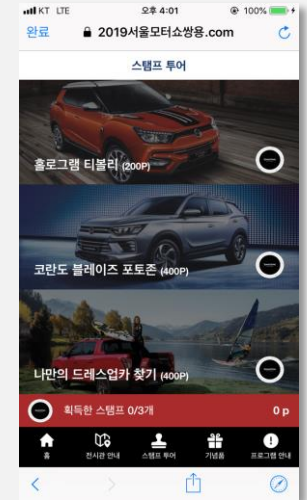 KT LTE 오후 4:01 100%
완료 2019서울모터쇼쌍용.com
스탬프 투어
홀로그램 티볼리 (200P)
코란도 블레이즈 포토존 (400P)
나만의 드레스업카 찾기 (400P)
획득한 스탬프 0/3개 0 p
홈 전시관 안내 스탬프 투어 기념품 프로그램 안내